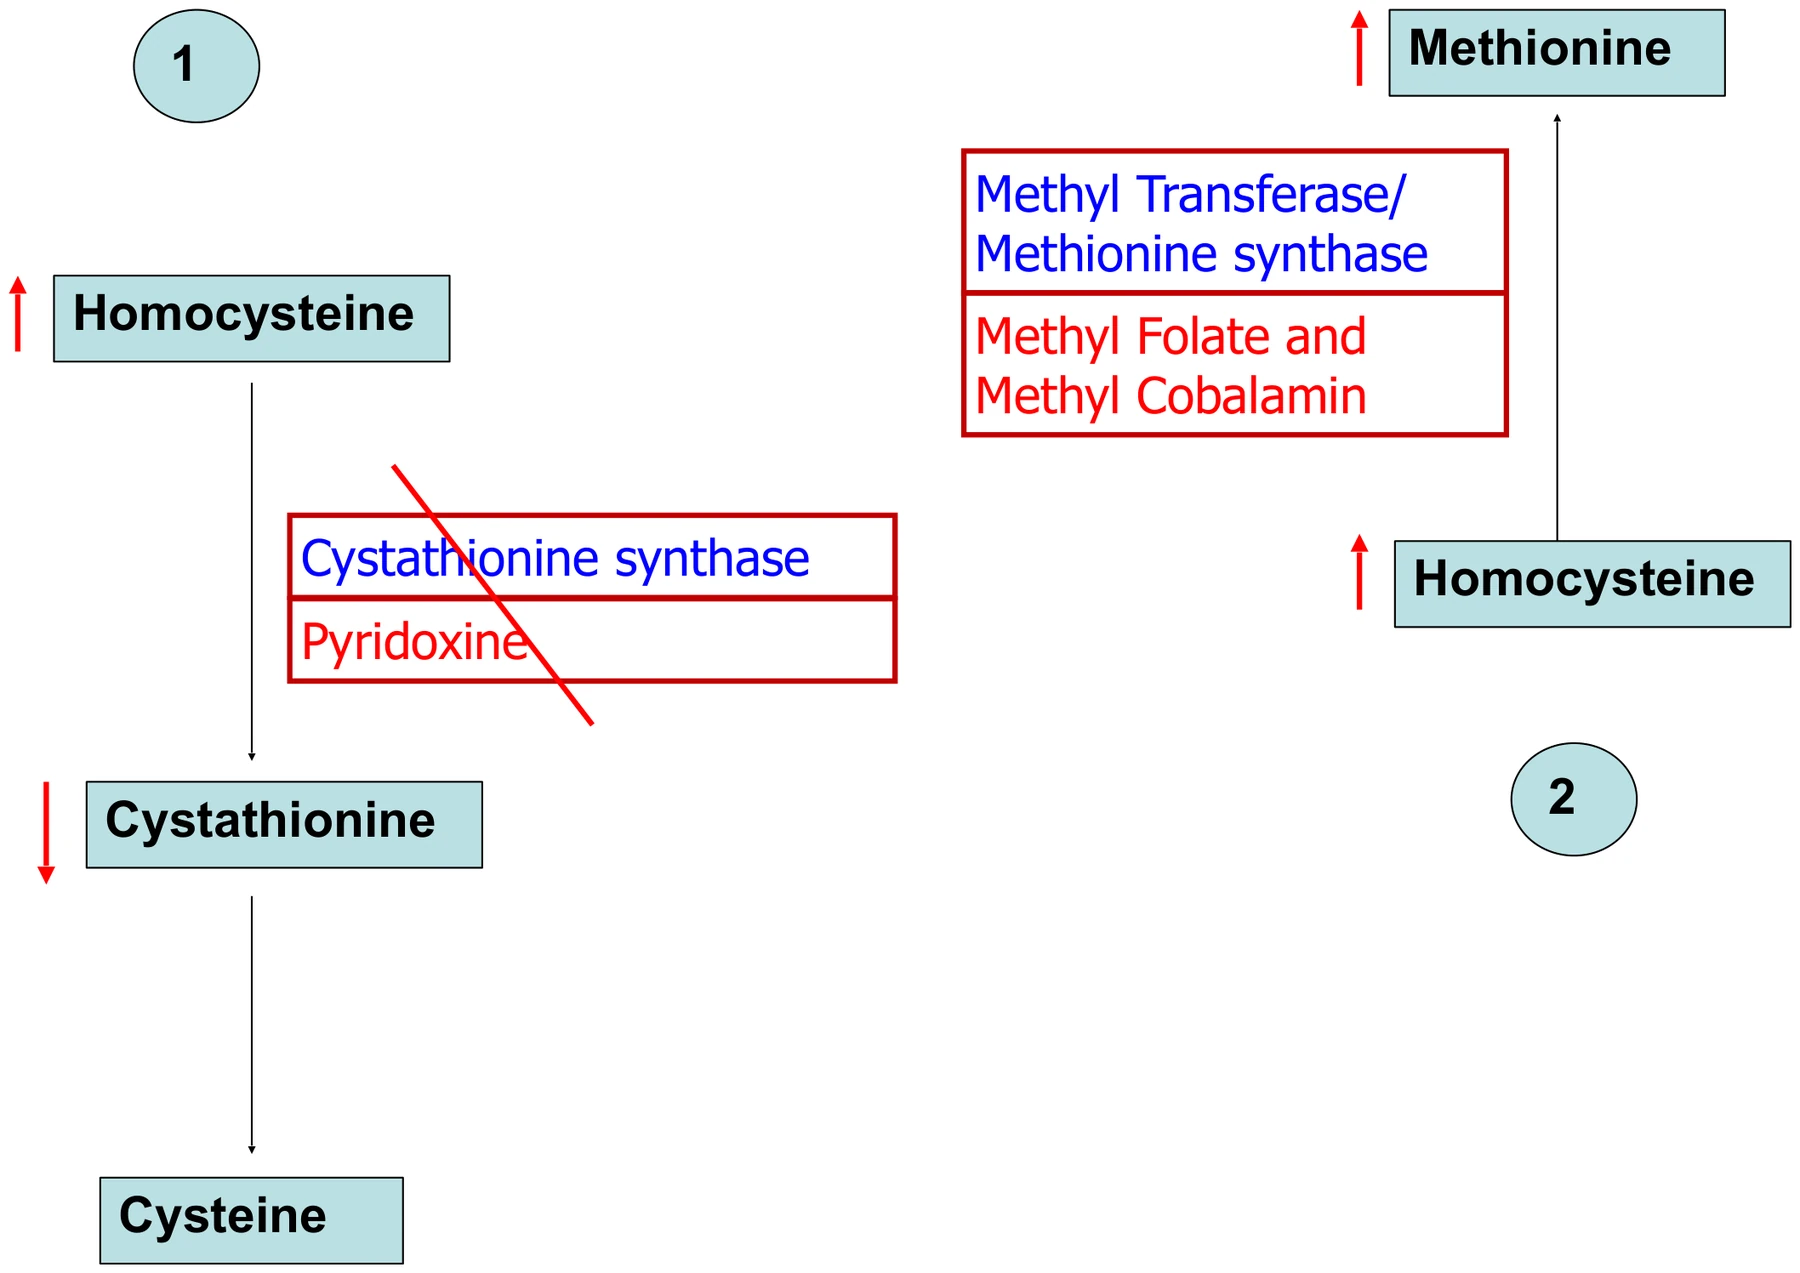 1
Homocysteine
Cystathionine synthase
Pyridoxine
Cystathionine
Cysteine
Methionine
Methyl Transferase/
Methionine synthase
Methyl Folate and
Methyl Cobalamin
Homocysteine
2